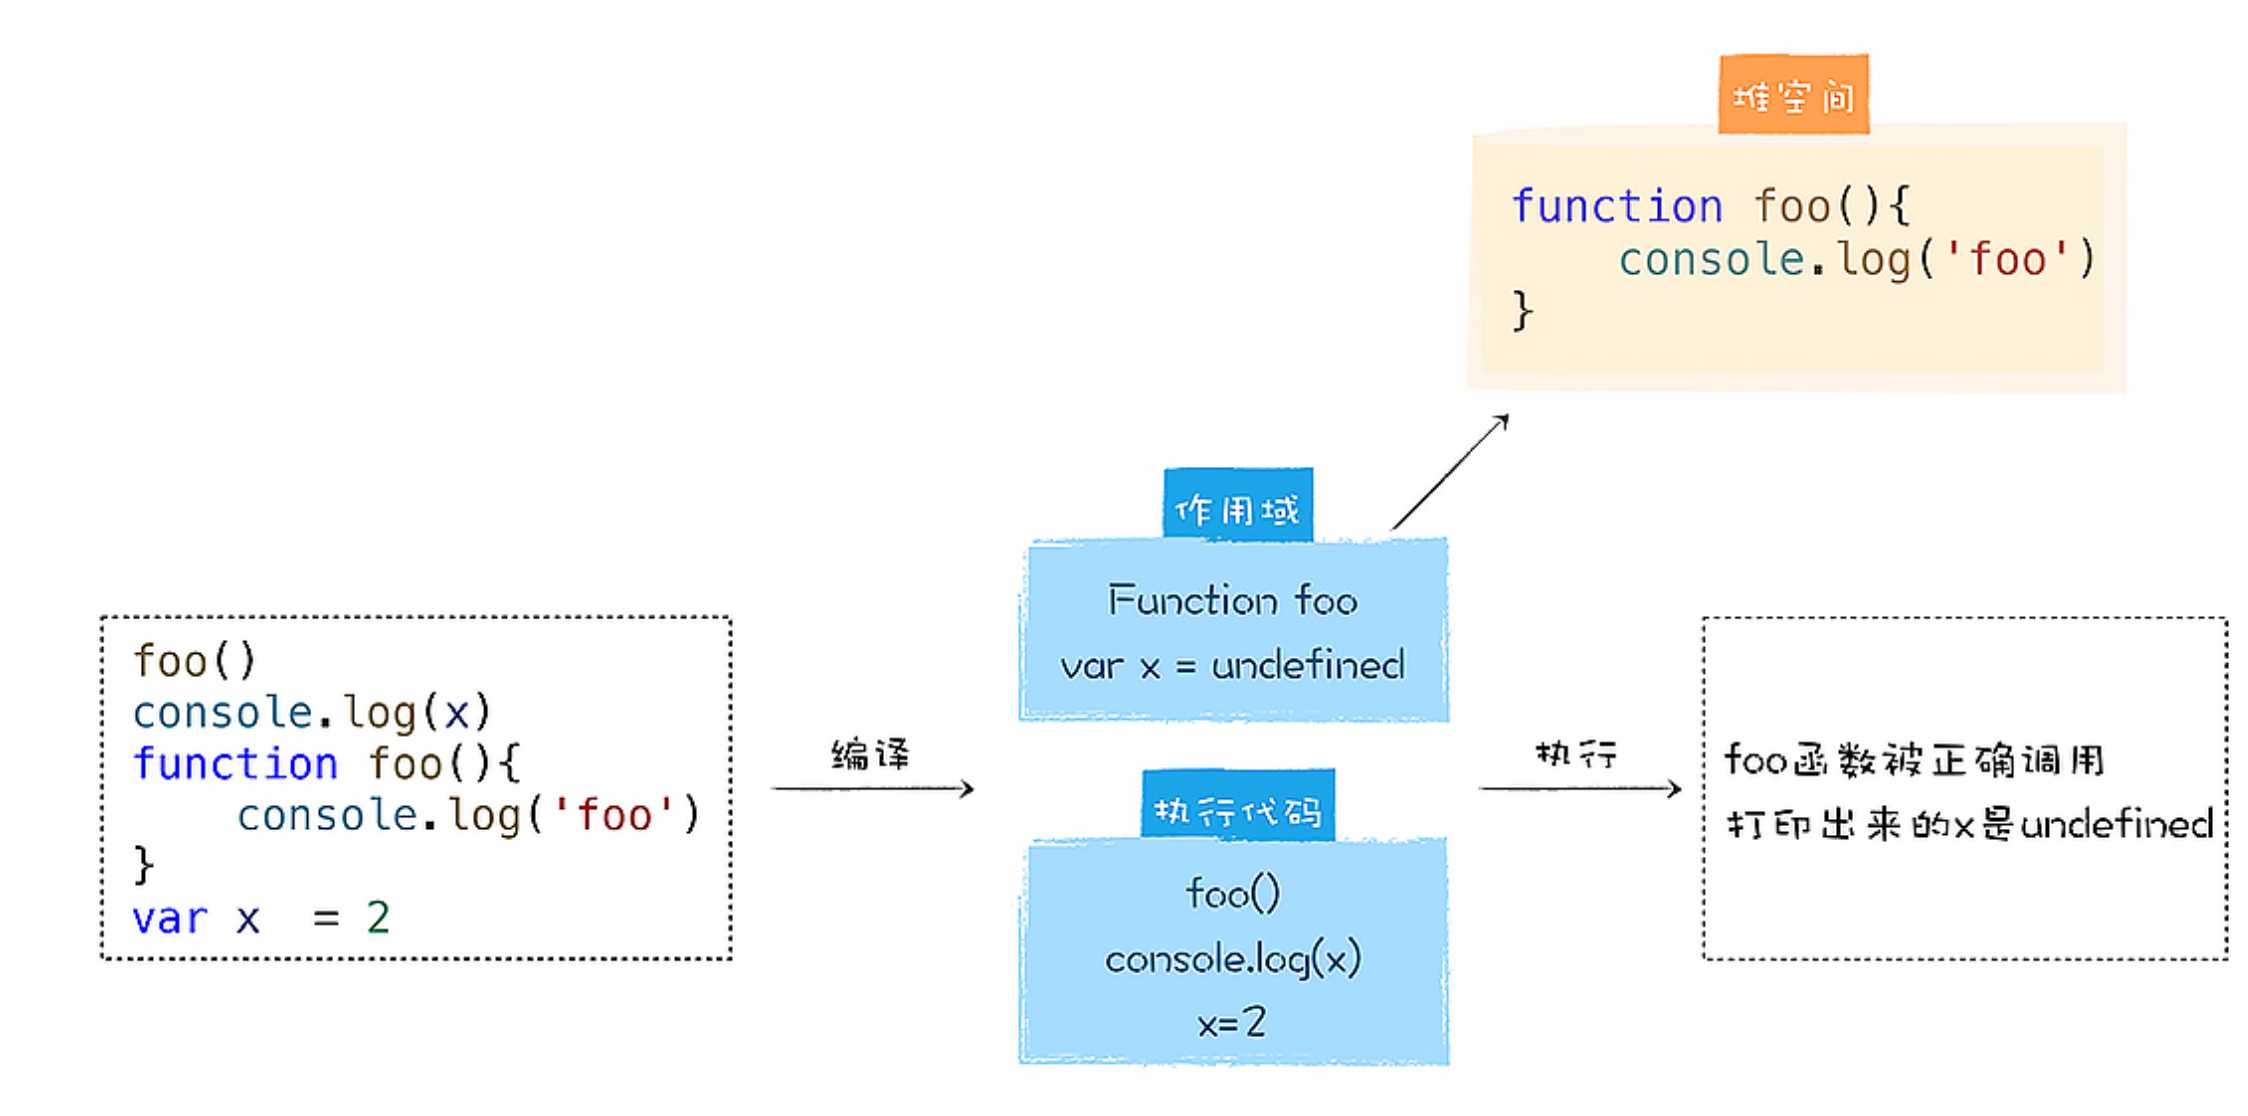 堆空间
function foo(){
    console.log('foo')
}
作用域
Function foo
var x = undefined
foo()
console.log(x)
function foo(){
    console.log('foo')
}
var x  = 2
编译
执行代码
foo()
console.log(x)
x=2
执行
foo函数被正确调用
打印出来的x是undefined